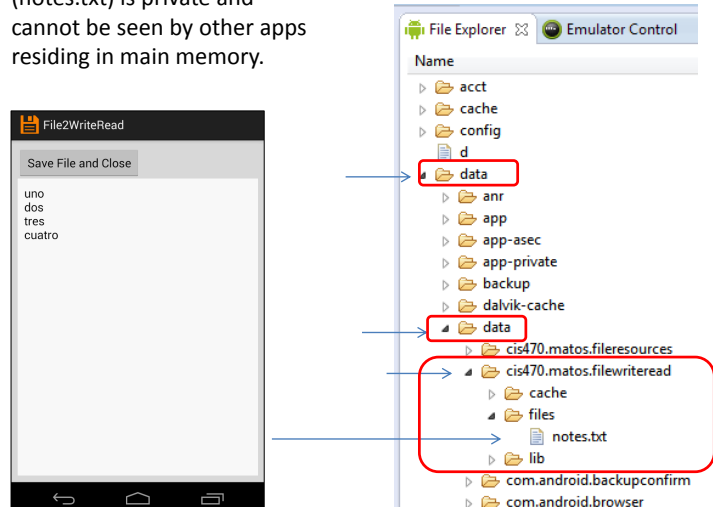 (notes.txt) is private and
cannot be seen by other apps
residing in main memory.
File2WriteRead
Save File and Close
uno
dos
tres
cuatro
File Explorer
Emulator Control
Name
acct
cache
config
d
data
anr
app
app-asec
app-private
backup
dalvik-cache
data
cis470.matos.fileresources
cis470.matos.filewriteread
cache
files
notes.txt
lib
com.android.backupconfirm
com.android.browser